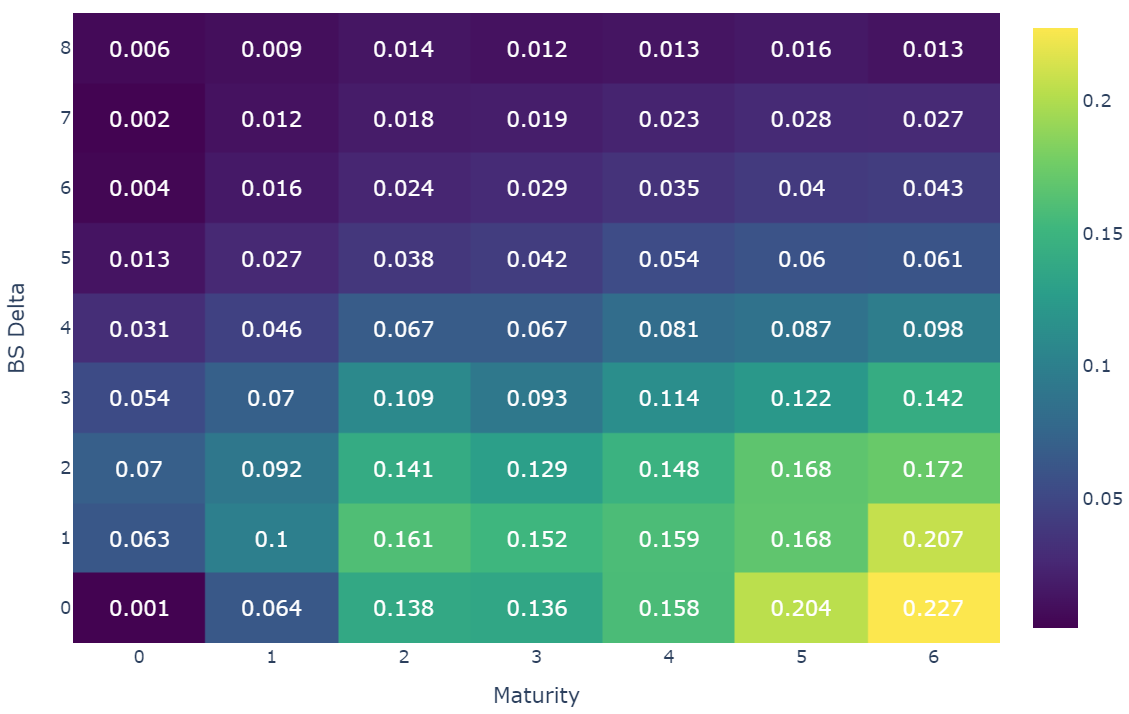 8 0.006 0.009 0.014 0.012 0.013 0.016 0.013
0.2
7 0.002 0.012 0.018 0.019 0.023 0.028 0.027
6 0.004 0.016 0.024 0.029 0.035 0.04 0.043
0.15
5 0.013 0.027 0.038 0.042 0.054 0.06 0.061
BS Delta
4 0.031 0.046 0.067 0.067 0.081 0.087 0.098
0.1
3 0.054 0.07 0.109 0.093 0.114 0.122 0.142
2 0.07 0.092 0.141 0.129 0.148 0.168 0.172
0.05
1 0.063 0.1 0.161 0.152 0.159 0.168 0.207
0 0.001 0.064 0.138 0.136 0.158 0.204 0.227
0 1 2 3 4 5 6
Maturity